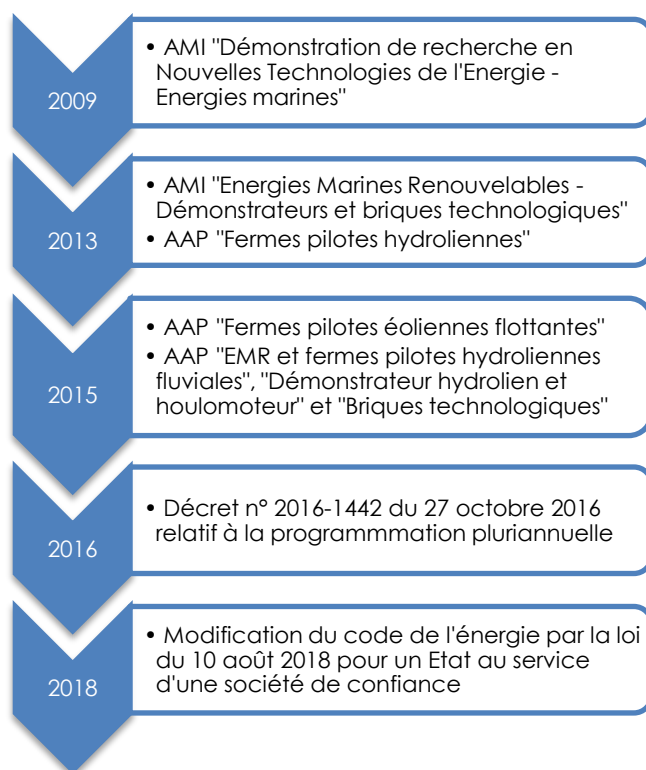 2009
• AMI "Démonstration de recherche en
Nouvelles Technologies de l'Energie -
Energies marines"
2013
• AMI "Energies Marines Renouvelables -
Démonstrateurs et briques technologiques"
• AAP "Fermes pilotes hydroliennes"
2015
• AAP "Fermes pilotes éoliennes flottantes"
• AAP "EMR et fermes pilotes hydroliennes
fluviales", "Démonstrateur hydrolien et
houlomoteur" et "Briques technologiques"
2016
• Décret n° 2016-1442 du 27 octobre 2016
relatif à la programmmation pluriannuelle
2018
• Modification du code de l'énergie par la loi
du 10 août 2018 pour un Etat au service
d'une société de confiance